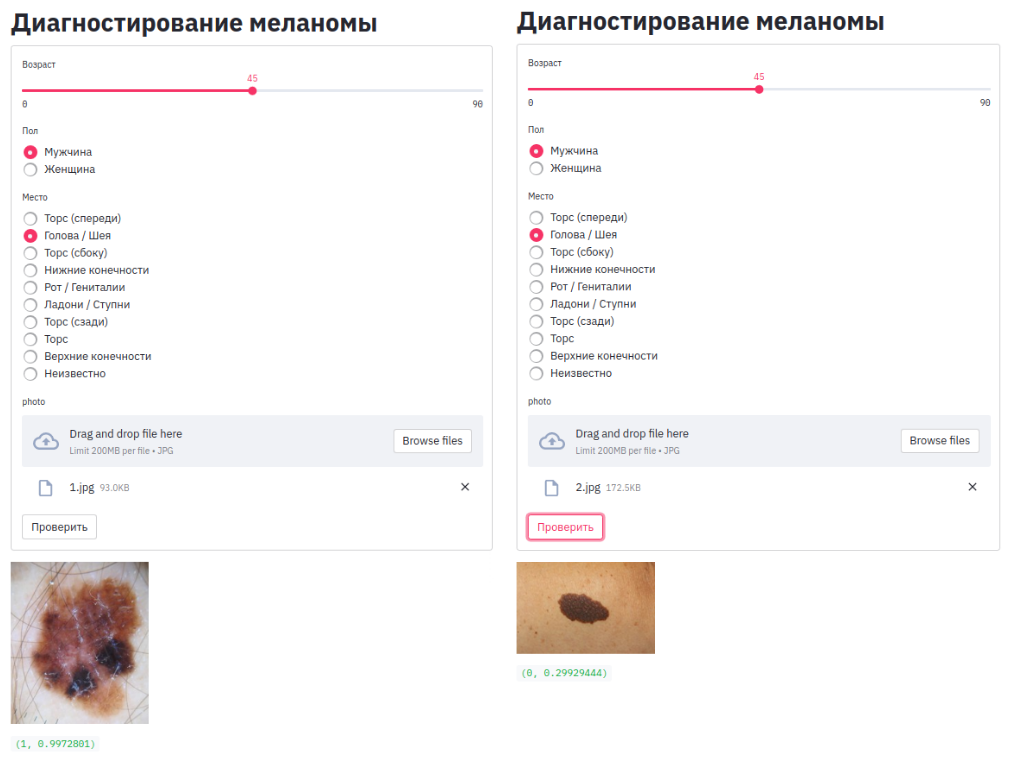 Диагностирование меланомы
Возраст
45
0 90
Пол
Мужчина
Женщина
Место
Торс (спереди)
Голова / Шея
Торс (сбоку)
Нижние конечности
Рот / Гениталии
Ладони / Ступни
Торс (сзади)
Торс
Верхние конечности
Неизвестно
photo
Drag and drop file here
Limit 200MB per file • JPG
Browse files
1.jpg 93.0KB
Проверить
(1, 0.9972801)
Диагностирование меланомы
Возраст
45
0 90
Пол
Мужчина
Женщина
Место
Торс (спереди)
Голова / Шея
Торс (сбоку)
Нижние конечности
Рот / Гениталии
Ладони / Ступни
Торс (сзади)
Торс
Верхние конечности
Неизвестно
photo
Drag and drop file here
Limit 200MB per file • JPG
Browse files
2.jpg 172.5KB
Проверить
(0, 0.29929444)